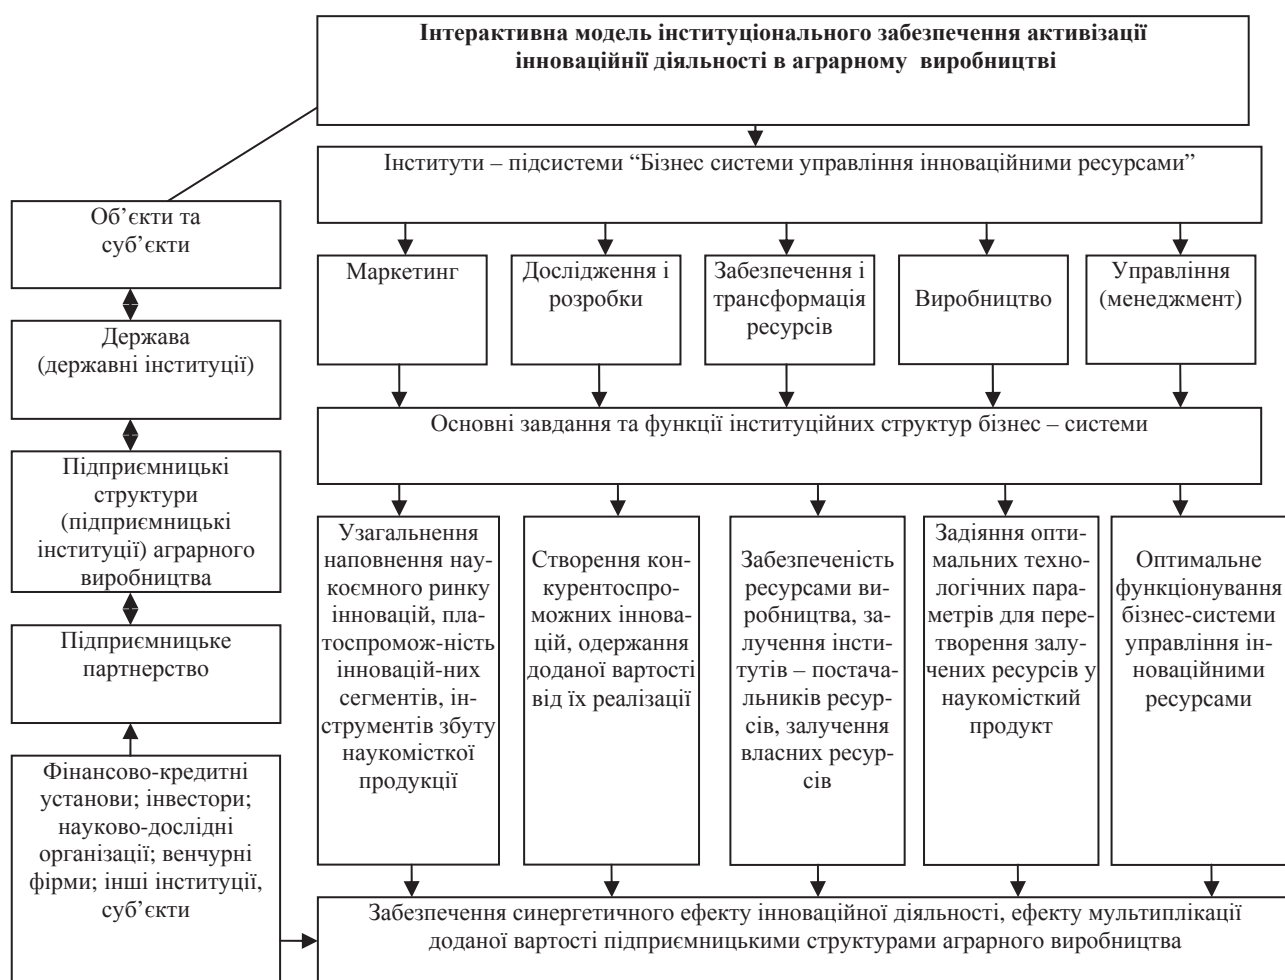 Інтерактивна модель інституціонального забезпечення активізації
інноваційнії діяльності в аграрному виробництві
Інститути – підсистеми “Бізнес системи управління інноваційними ресурсами”
Об’єкти та
суб’єкти
Маркетинг
Дослідження і
розробки
Забезпечення і
трансформація
ресурсів
Виробництво
Управління
(менеджмент)
Держава
(державні інституції)
Основні завдання та функції інституційних структур бізнес – системи
Підприємницькі
структури
(підприємницькі
інституції) аграрного
виробництва
Підприємницьке
партнерство
Фінансово-кредитні
установи; інвестори;
науково-дослідні
організації; венчурні
фірми; інші інституції,
суб’єкти
Узагальнення
наповнення нау-
коємного ринку
інновацій, пла-
тоспромож-ність
інновацій-них
сегментів, ін-
струментів збуту
наукомісткої
продукції
Створення кон-
курентоспро-
можних іннова-
цій, одержання
доданої вартості
від їх реалізації
Забезпеченість
ресурсами ви-
робництва, за-
лучення інсти-
тутів – постача-
льників ресур-
сів, залучення
власних ресур-
сів
Задіяння опти-
мальних техно-
логічних пара-
метрів для пере-
творення залу-
чених ресурсів у
наукомісткий
продукт
Оптимальне
функціонування
бізнес-системи
управління ін-
новаційними
ресурсами
Забезпечення синергетичного ефекту інноваційної діяльності, ефекту мультиплікації
доданої вартості підприємницькими структурами аграрного виробництва